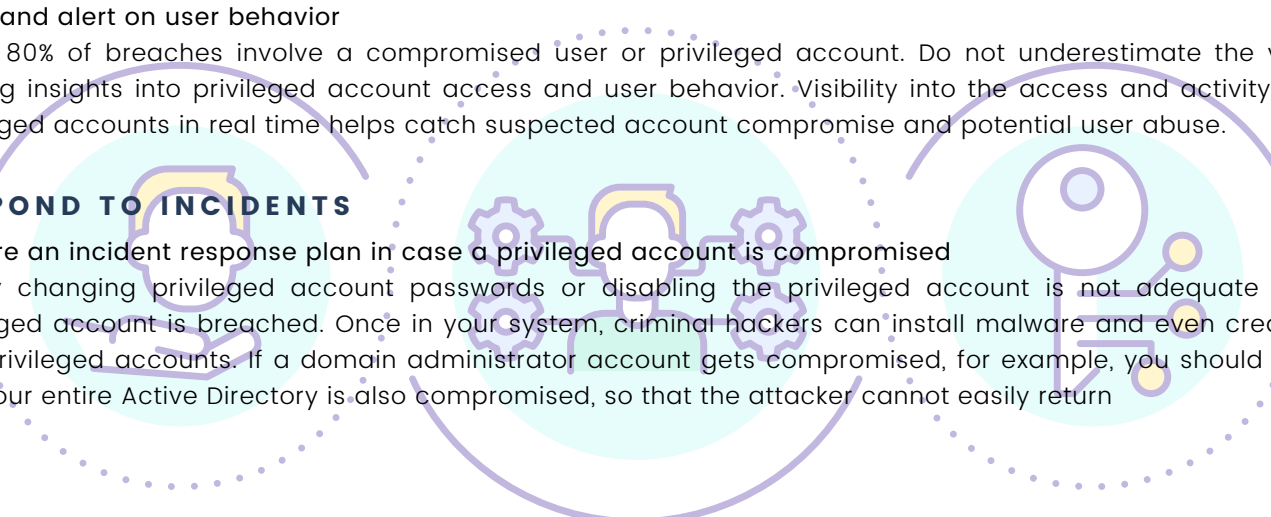 and alert on user behavior
80% of breaches involve a compromised user or privileged account. Do not underestimate the
insights into privileged account access and user behavior. Visibility into the access and activity
accounts in real time helps catch suspected account compromise and potential user abuse.
TO INCIDENTS
an incident response plan in case a privileged account is compromised
changing privileged account passwords or disabling the privileged account is not adequate
account is breached. Once in your system, criminal hackers can install malware and even
accounts. If a domain administrator account gets compromised, for example, you should
entire Active Directory is also compromised, so that the attacker cannot easily return